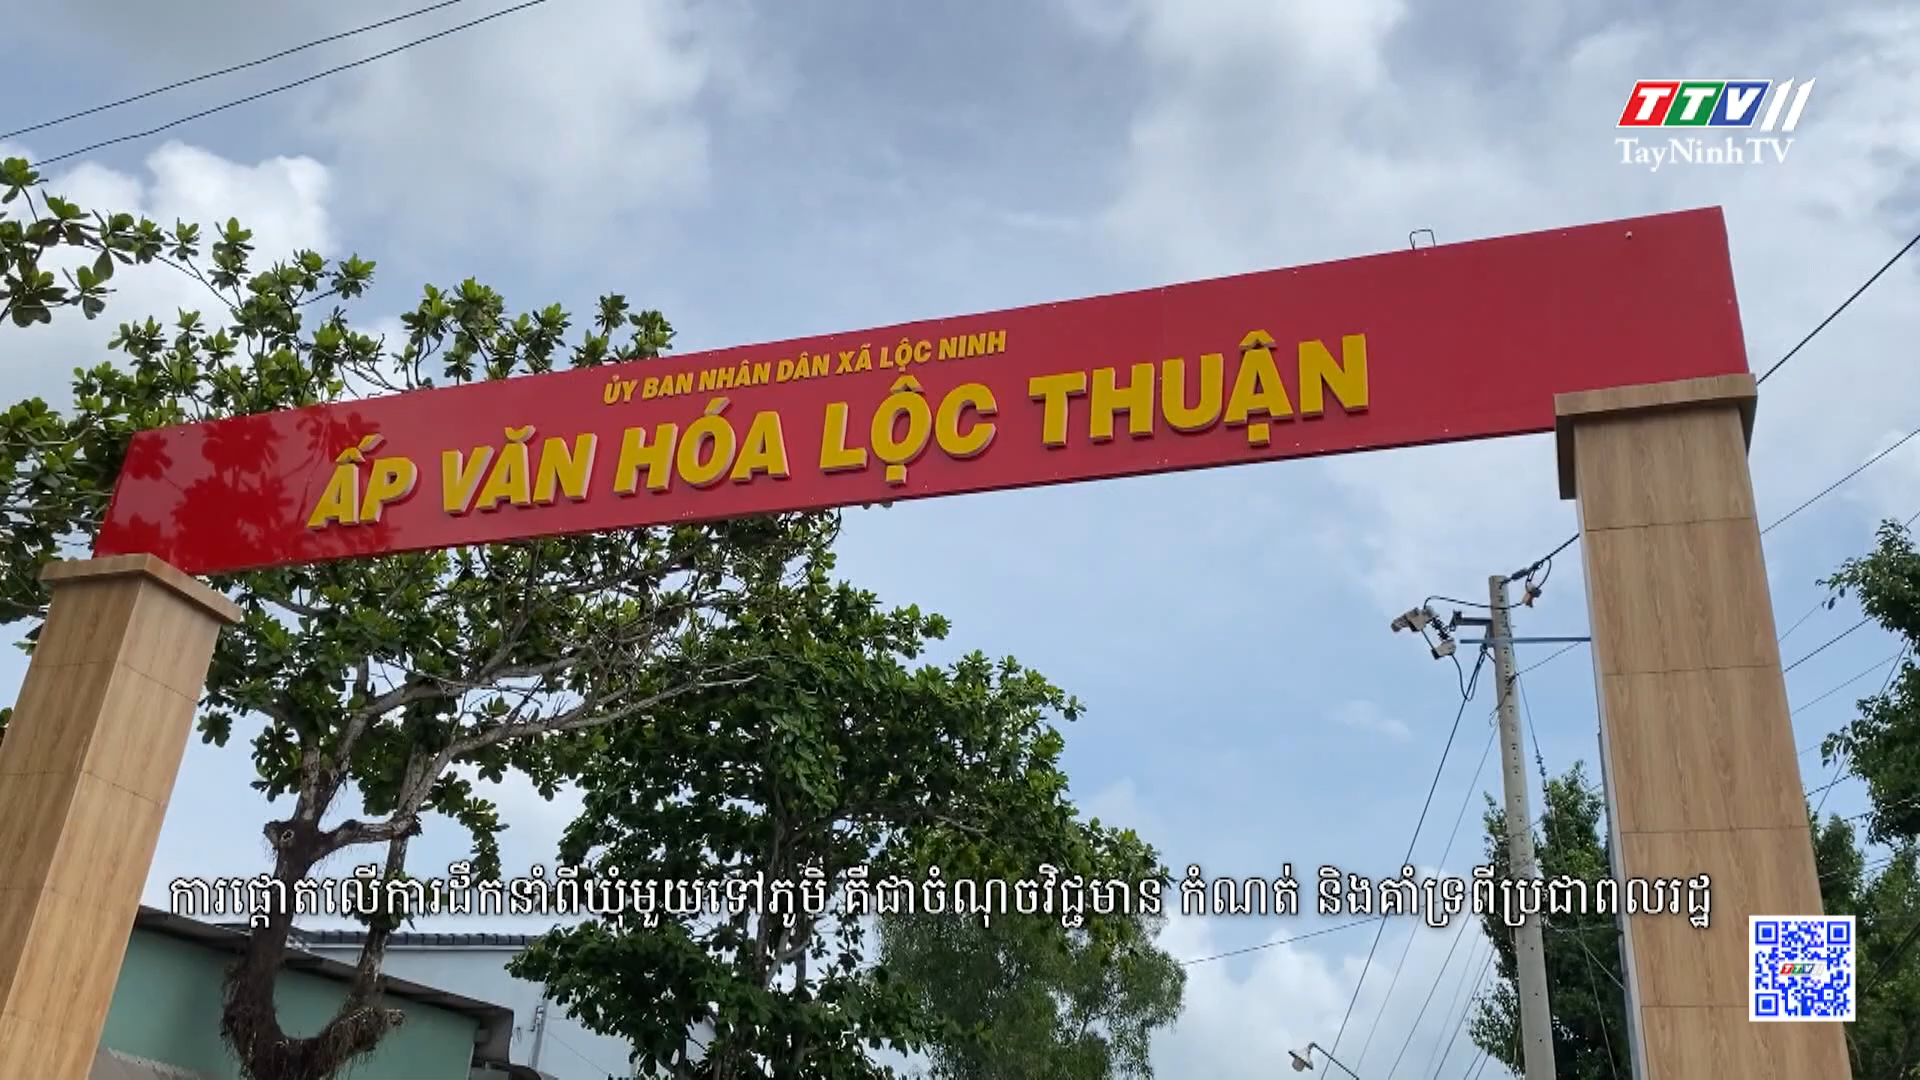 TTV11
TayNinhTV
ỦY BAN NHÂN DÂN XÃ LỘC NINH
ẤP VĂN HÓA LỘC THUẬN
ការផ្តោតលើការដឹកនាំពីឃុំមួយទៅភូមិ គឺជាចំណុចវិជ្ជមាន កំណត់ និងគាំទ្រពីប្រជាពលរដ្ឋ
TTV11